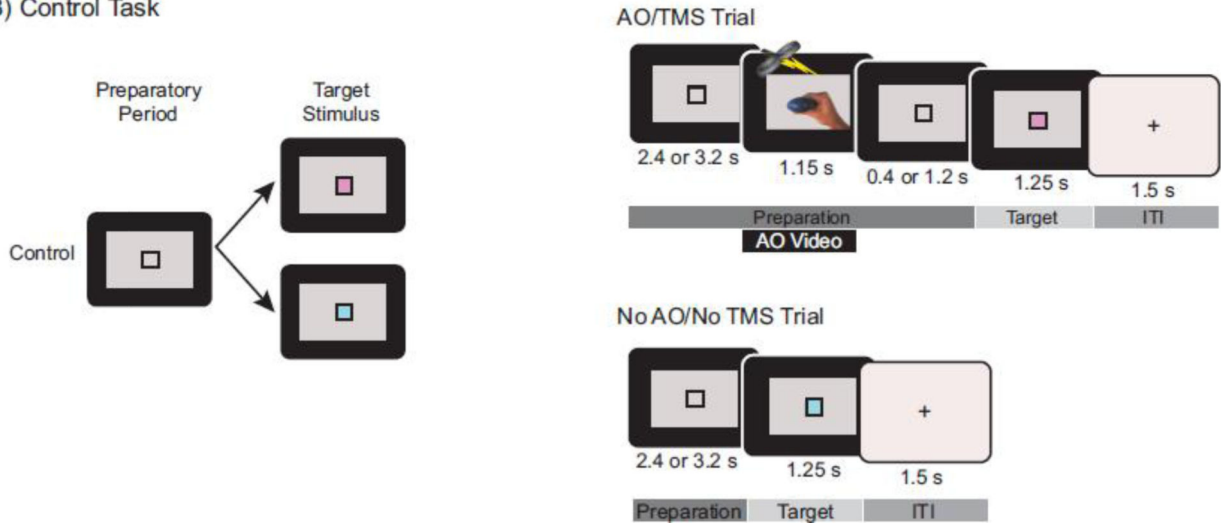 ) Control Task
Preparatory
Period
Target
Stimulus
Control
AO/TMS Trial
2.4 or 3.2 s
1.15 s
0.4 or 1.2 s
1.25 s
1.5 s
+
Preparation
Target
ITI
AO Video
No AO/No TMS Trial
2.4 or 3.2 s
1.25 s
1.5 s
+
Preparation
Target
ITI